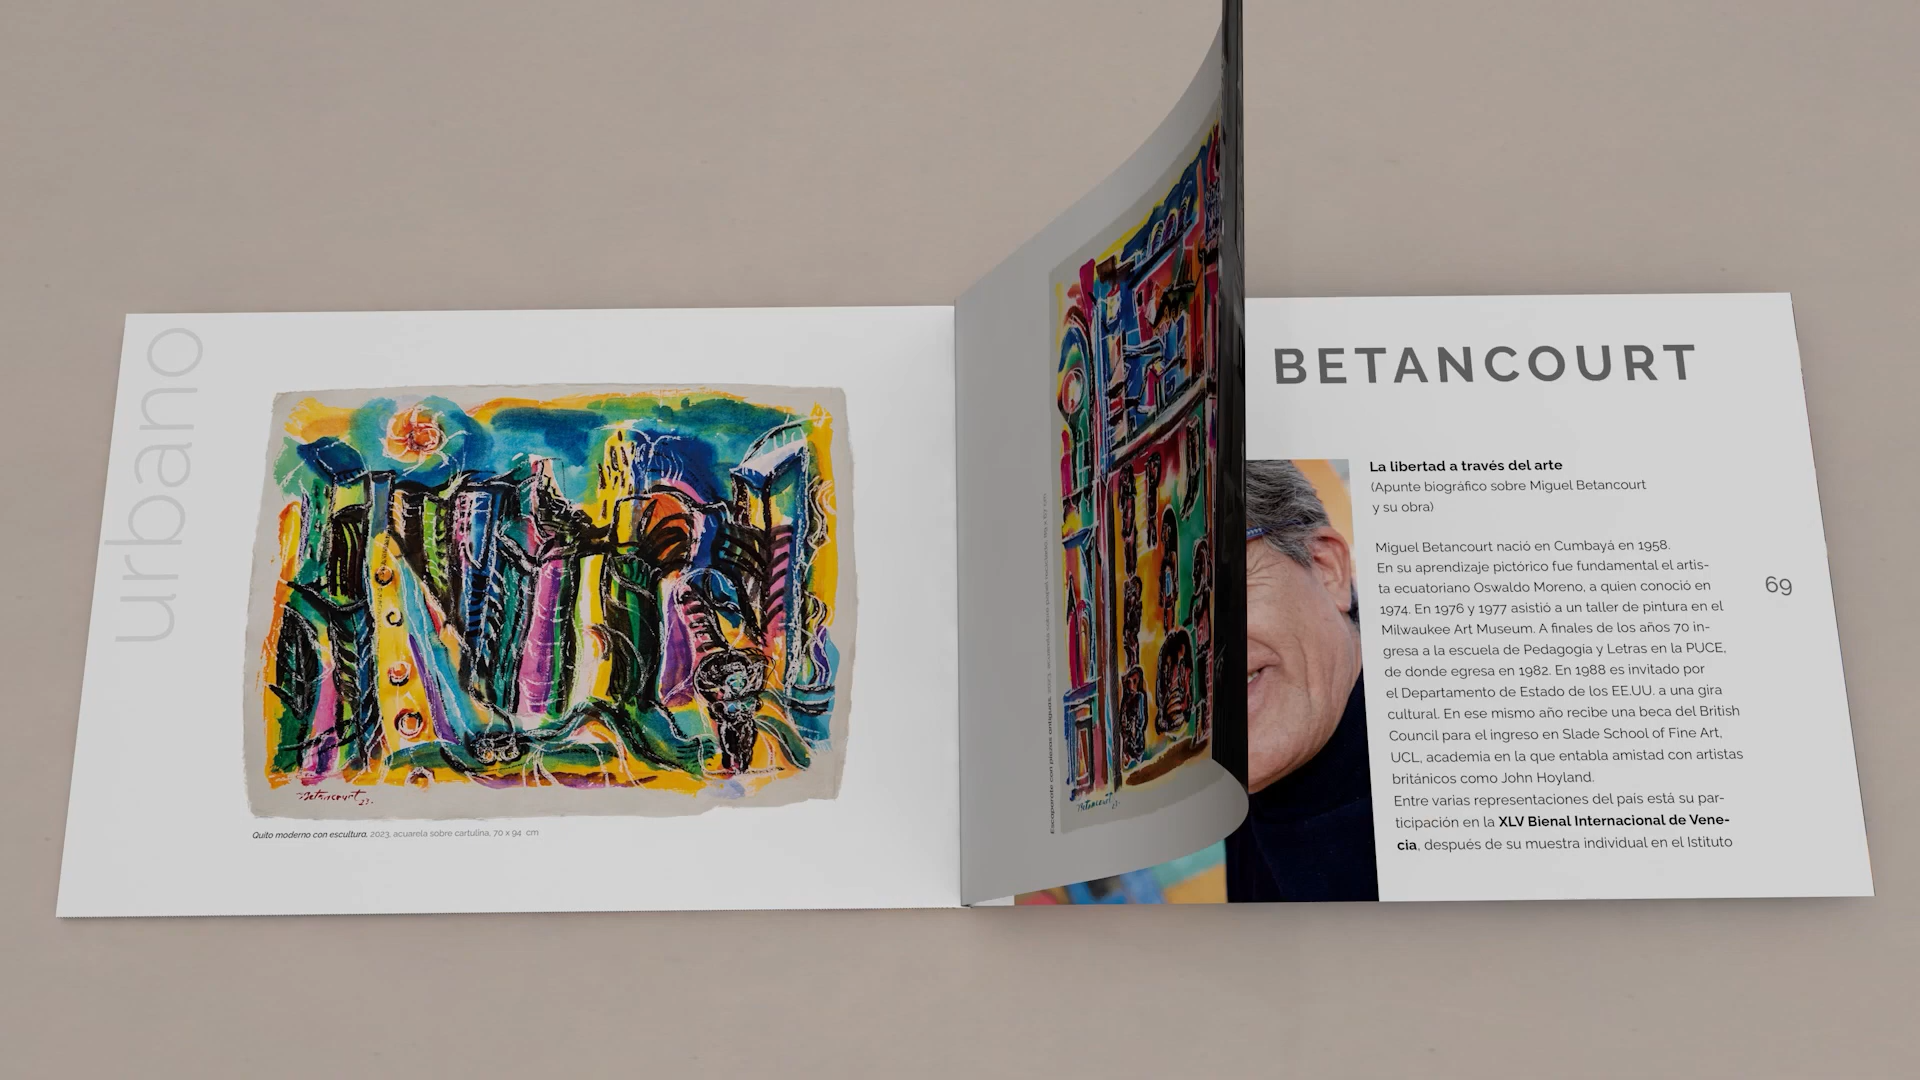 urbano
Betancourt
23.
Quito moderno con escultura, 2023, acuarela sobre cartulina, 70 x 94 cm
Betancourt
BETANCOURT
La libertad a través del arte
(Apunte biográfico sobre Miguel Betancourt
y su obra)
Miguel Betancourt nació en Cumbayá en 1958.
En su aprendizaje pictórico fue fundamental el artis-
ta ecuatoriano Oswaldo Moreno, a quien conoció en
1974. En 1976 y 1977 asistió a un taller de pintura en el
Milwaukee Art Museum. A finales de los años 70 in-
gresa a la escuela de Pedagogía y Letras en la PUCE,
de donde egresa en 1982. En 1988 es invitado por
el Departamento de Estado de los EE.UU. a una gira
cultural. En ese mismo año recibe una beca del British
Council para el ingreso en Slade School of Fine Art,
UCL, academia en la que entabla amistad con artistas
británicos como John Hoyland.
Entre varias representaciones del país está su par-
ticipación en la XLV Bienal Internacional de Vene-
cia, después de su muestra individual en el Istituto
69